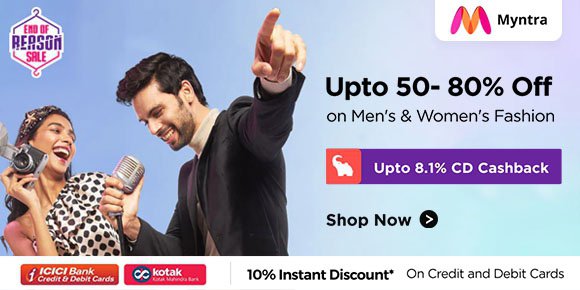 END OF
REASON
SALE
Myntra
Upto 50- 80% Off
on Men's & Women's Fashion
Upto 8.1% CD Cashback
Shop Now
ICICI Bank
Credit & Debit Cards
kotak
Kotak Mahindra Bank
10% Instant Discount*
On Credit and Debit Cards